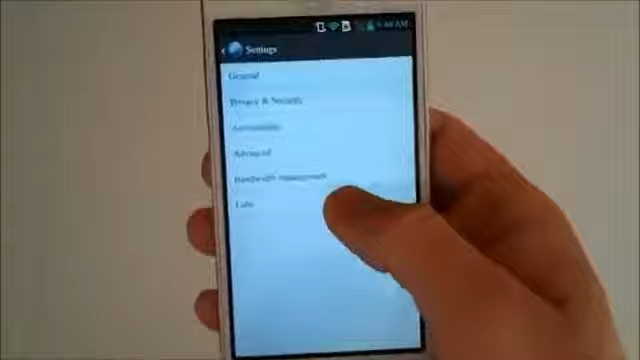 Settings
General
Privacy & Security
Accessibility
Advanced
Bandwidth management
Labs